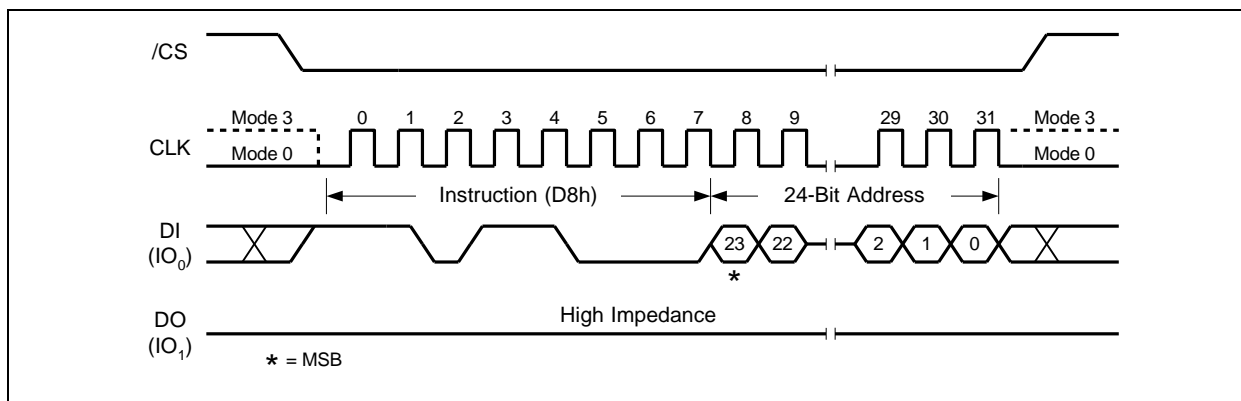 /CS
Mode 3 0 1 2 3 4 5 6 7 8 9 29 30 31 Mode 3
CLK
Mode 0 Mode 0
Instruction (D8h) 24-Bit Address
DI
(IO0)
23 22 2 1 0
*
High Impedance
DO
(IO1)
* = MSB